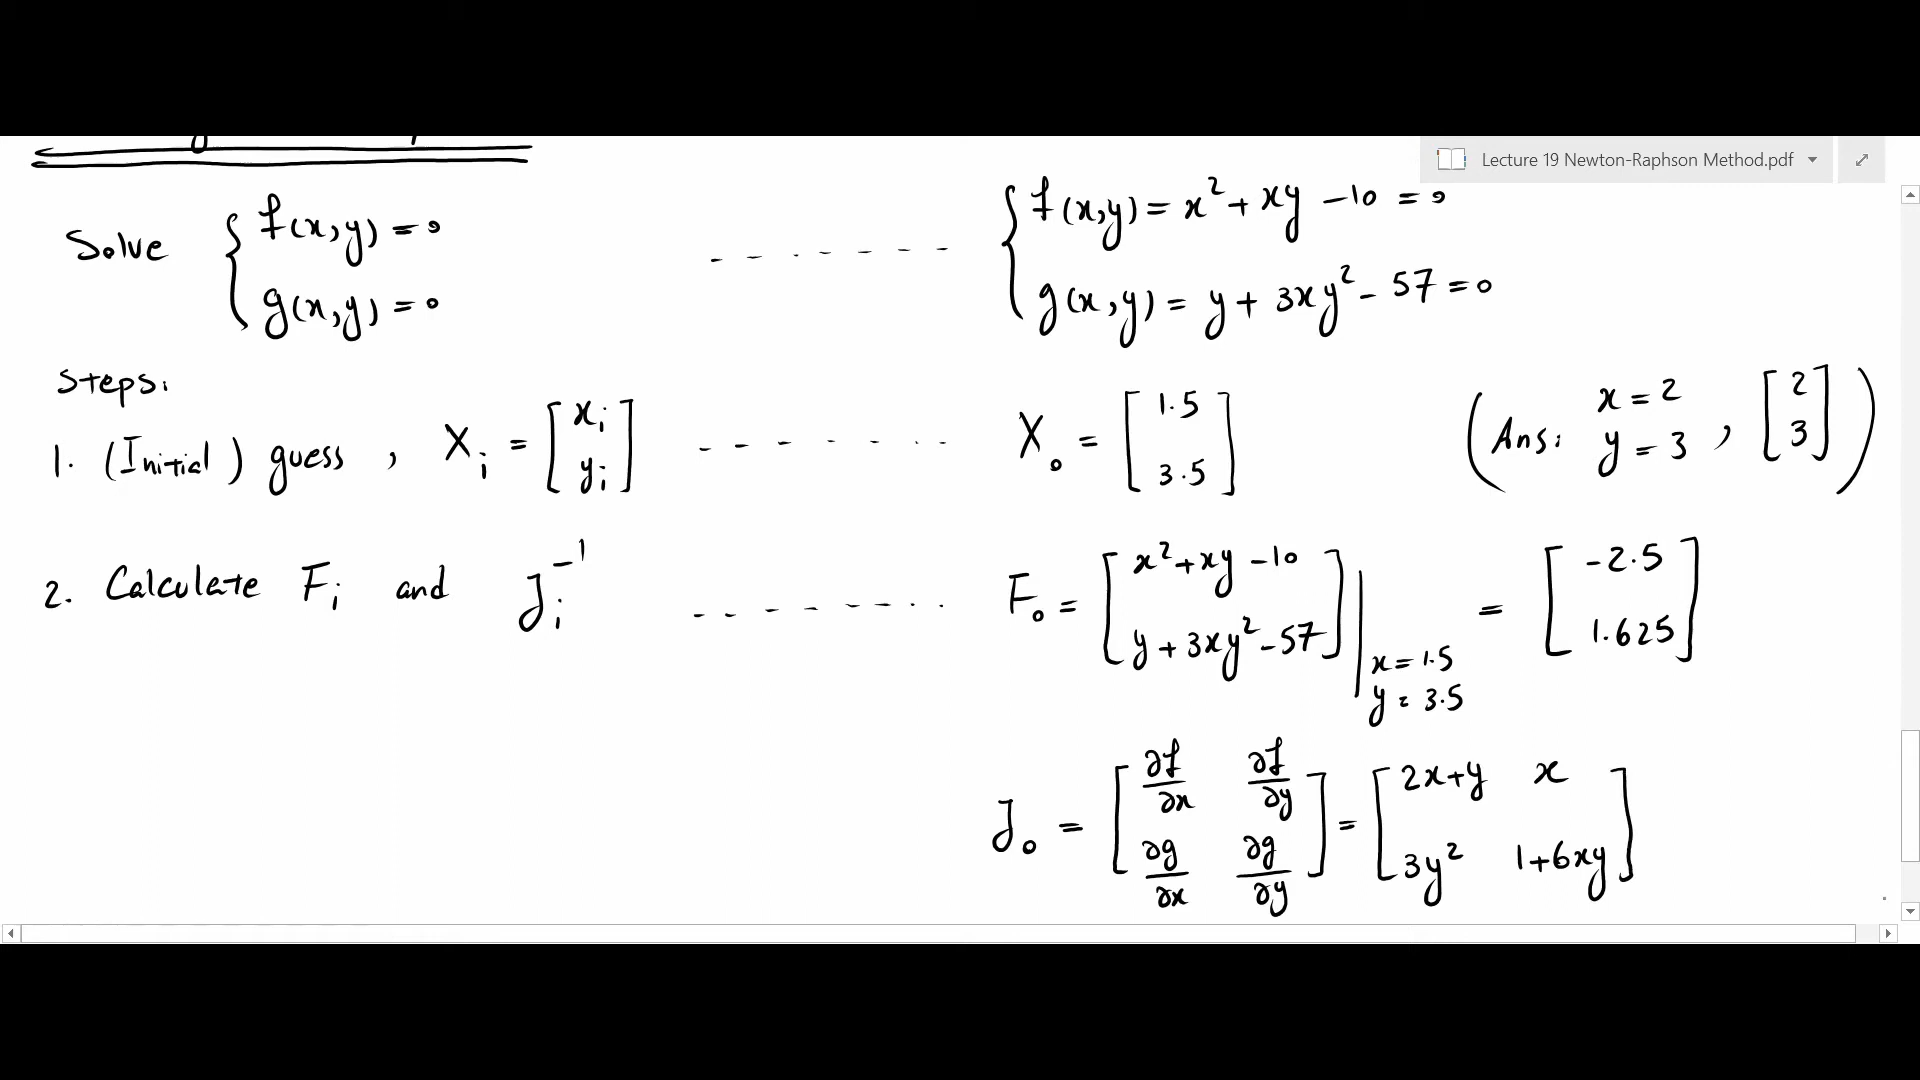 Lecture 19 Newton-Raphson Method.pdf
Solve { f(x,y) = 0 - - - - - - - { f(x,y) = x² + xy - 10 = 0
g(x,y) = 0 g(x,y) = y + 3xy² - 57 = 0
Steps:
1. (Initial) guess, Xᵢ = [xᵢ yᵢ] - - - - - - - X₀ = [1.5 3.5] (Ans: x = 2 y = 3, [2 3])
2. Calculate Fᵢ and Jᵢ⁻¹ - - - - - - - F₀ = [x² + xy - 10 y + 3xy² - 57] | x = 1.5 y = 3.5 = [-2.5 1.625]
J₀ = [∂f/∂x ∂f/∂y ∂g/∂x ∂g/∂y] = [2x+y x 3y² 1+6xy]